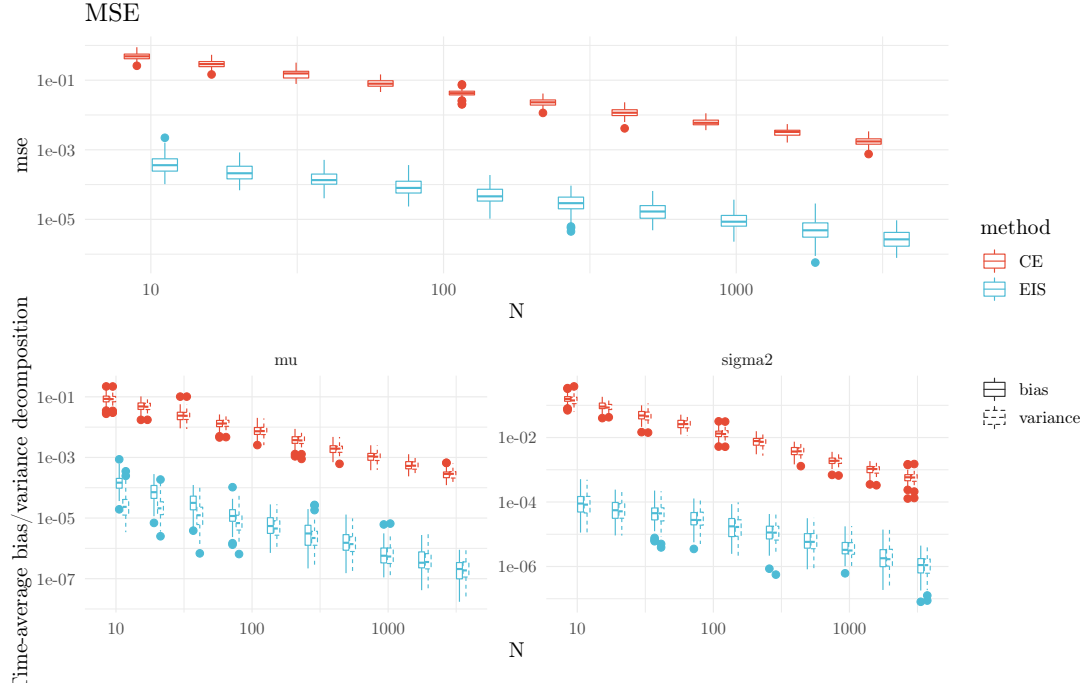 MSE
1e-01
1e-03
1e-05
mse
10
100
1000
N
method
CE
EIS
bias
variance
Time-average bias/variance decomposition
mu
sigma2
1e-01
1e-03
1e-05
1e-07
1e-02
1e-04
1e-06
10
100
1000
10
100
1000
N